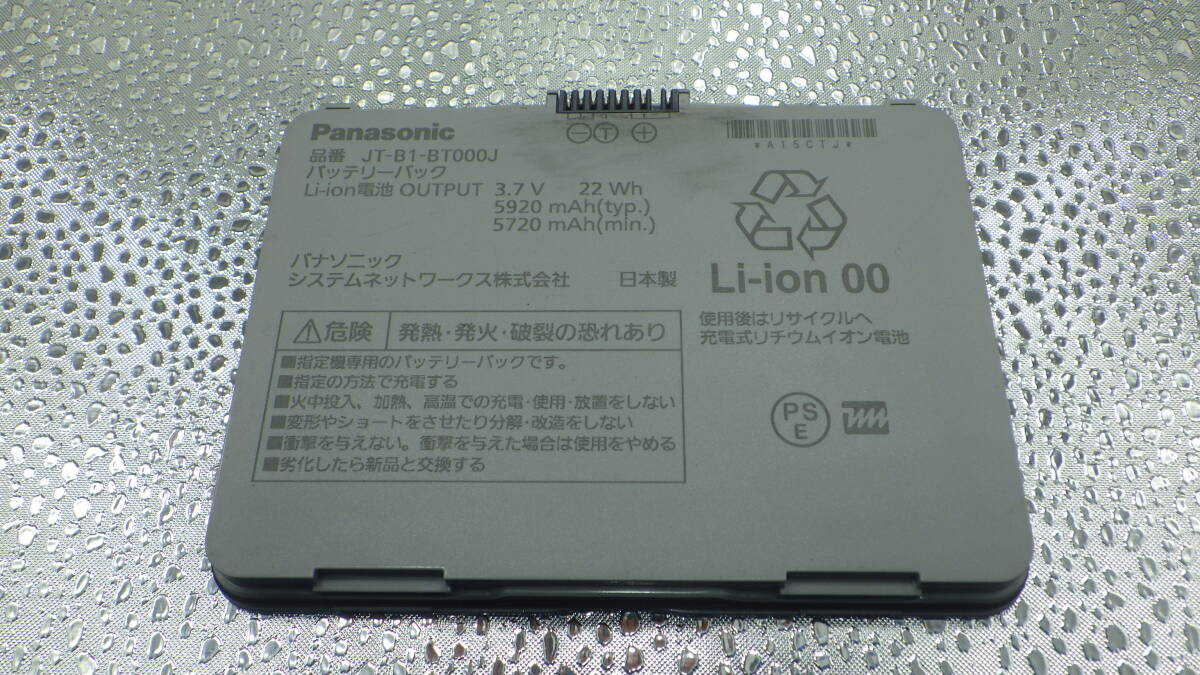 Panasonic
品番 JT-B1-BT000J
バッテリーパック
Li-ion電池 OUTPUT 3.7 V 22 Wh
5920 mAh(typ.)
5720 mAh(min.)
⊖Ⓣ⊕
*A15CTJ*
パナソニック
システムネットワークス株式会社 日本製
Li-ion 00
使用後はリサイクルへ
充電式リチウムイオン電池
⚠危険 発熱・発火・破裂の恐れあり
■指定機専用のバッテリーパックです。
■指定の方法で充電する
■火中投入、加熱、高温での充電・使用・放置をしない
■変形やショートをさせたり分解・改造をしない
■衝撃を与えない。衝撃を与えた場合は使用をやめる
■劣化したら新品と交換する
PS
E